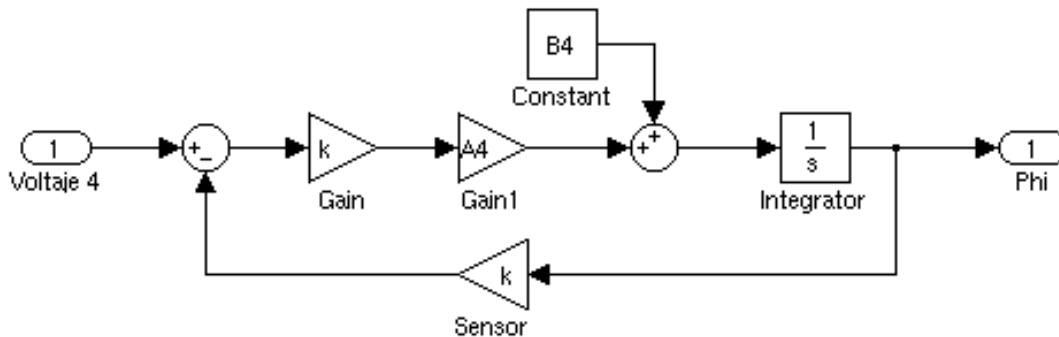 B4
Constant
1
Voltaje 4
+
−
k
Gain
A4
Gain1
+
+
1
s
Integrator
1
Phi
k
Sensor